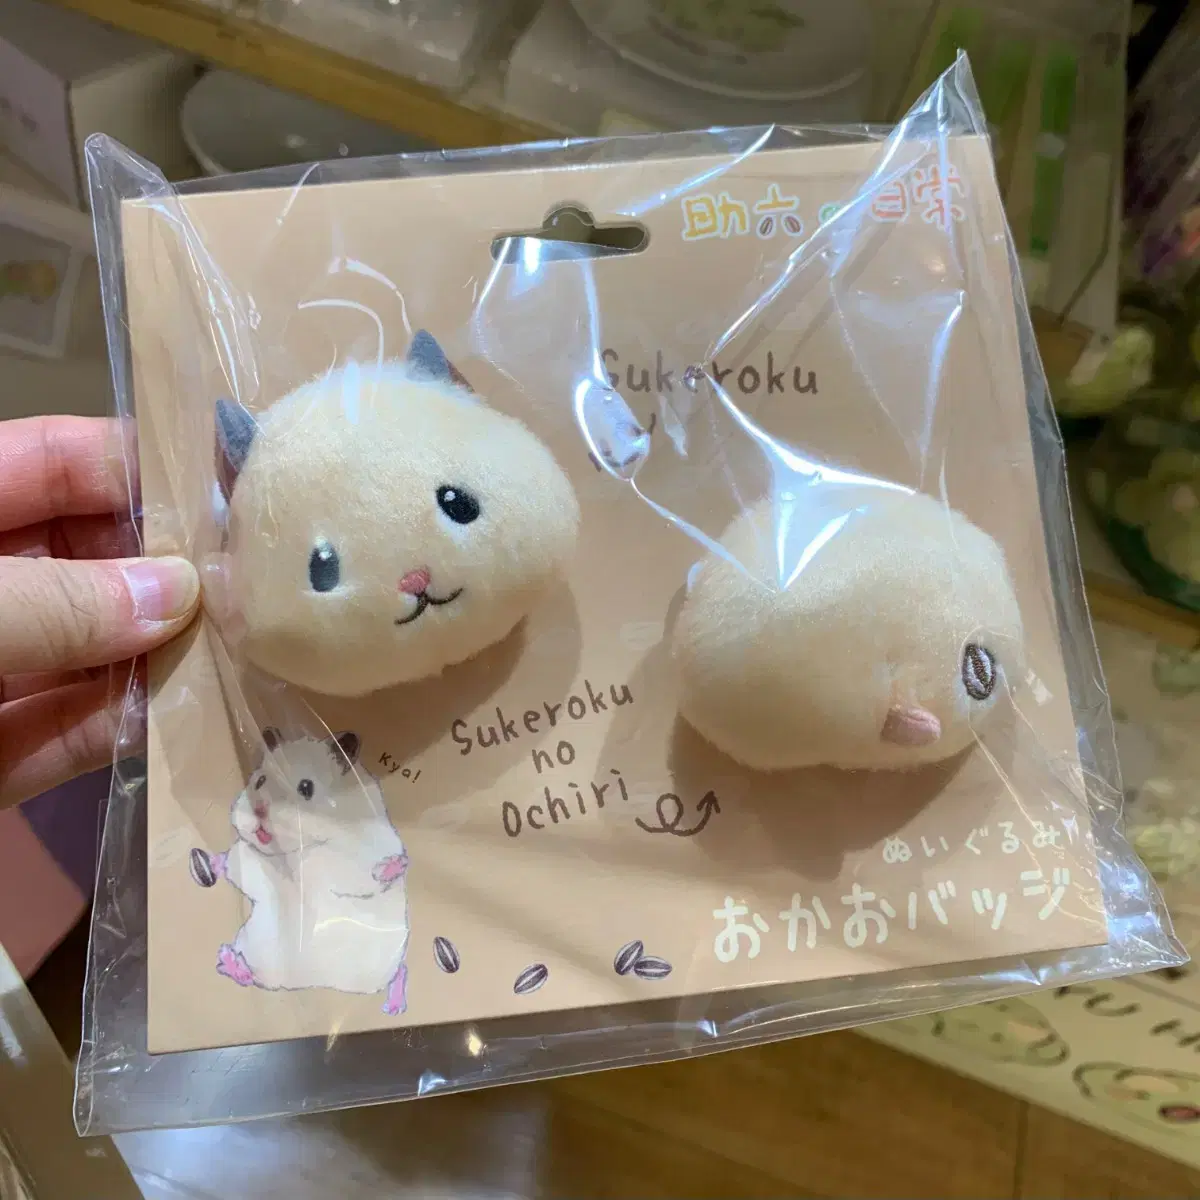 助六の日常
Sukeroku
Kya!
Sukeroku
no
Ochiri
ぬいぐるみ
おかおバッジ